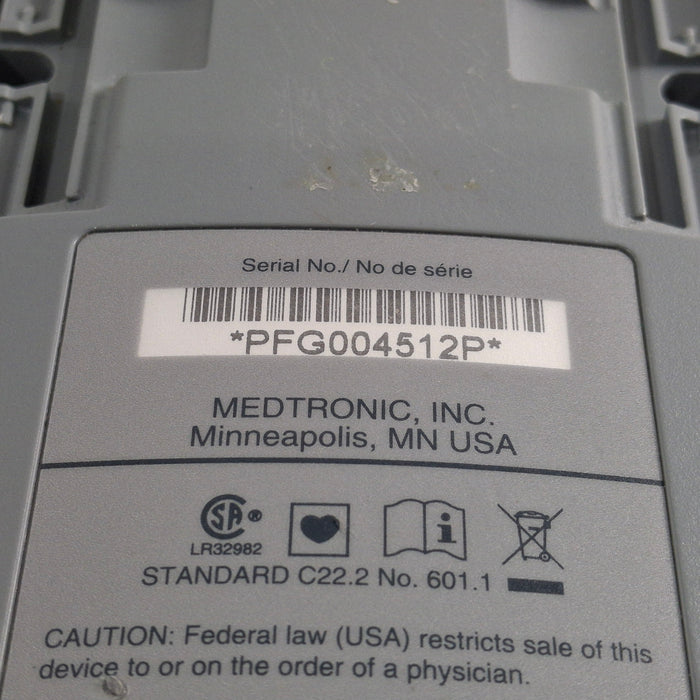 Serial No./ No de série
*PFG004512P*
MEDTRONIC, INC.
Minneapolis, MN USA
SA ®
LR32982
i
STANDARD C22.2 No. 601.1
CAUTION: Federal law (USA) restricts sale of this
device to or on the order of a physician.